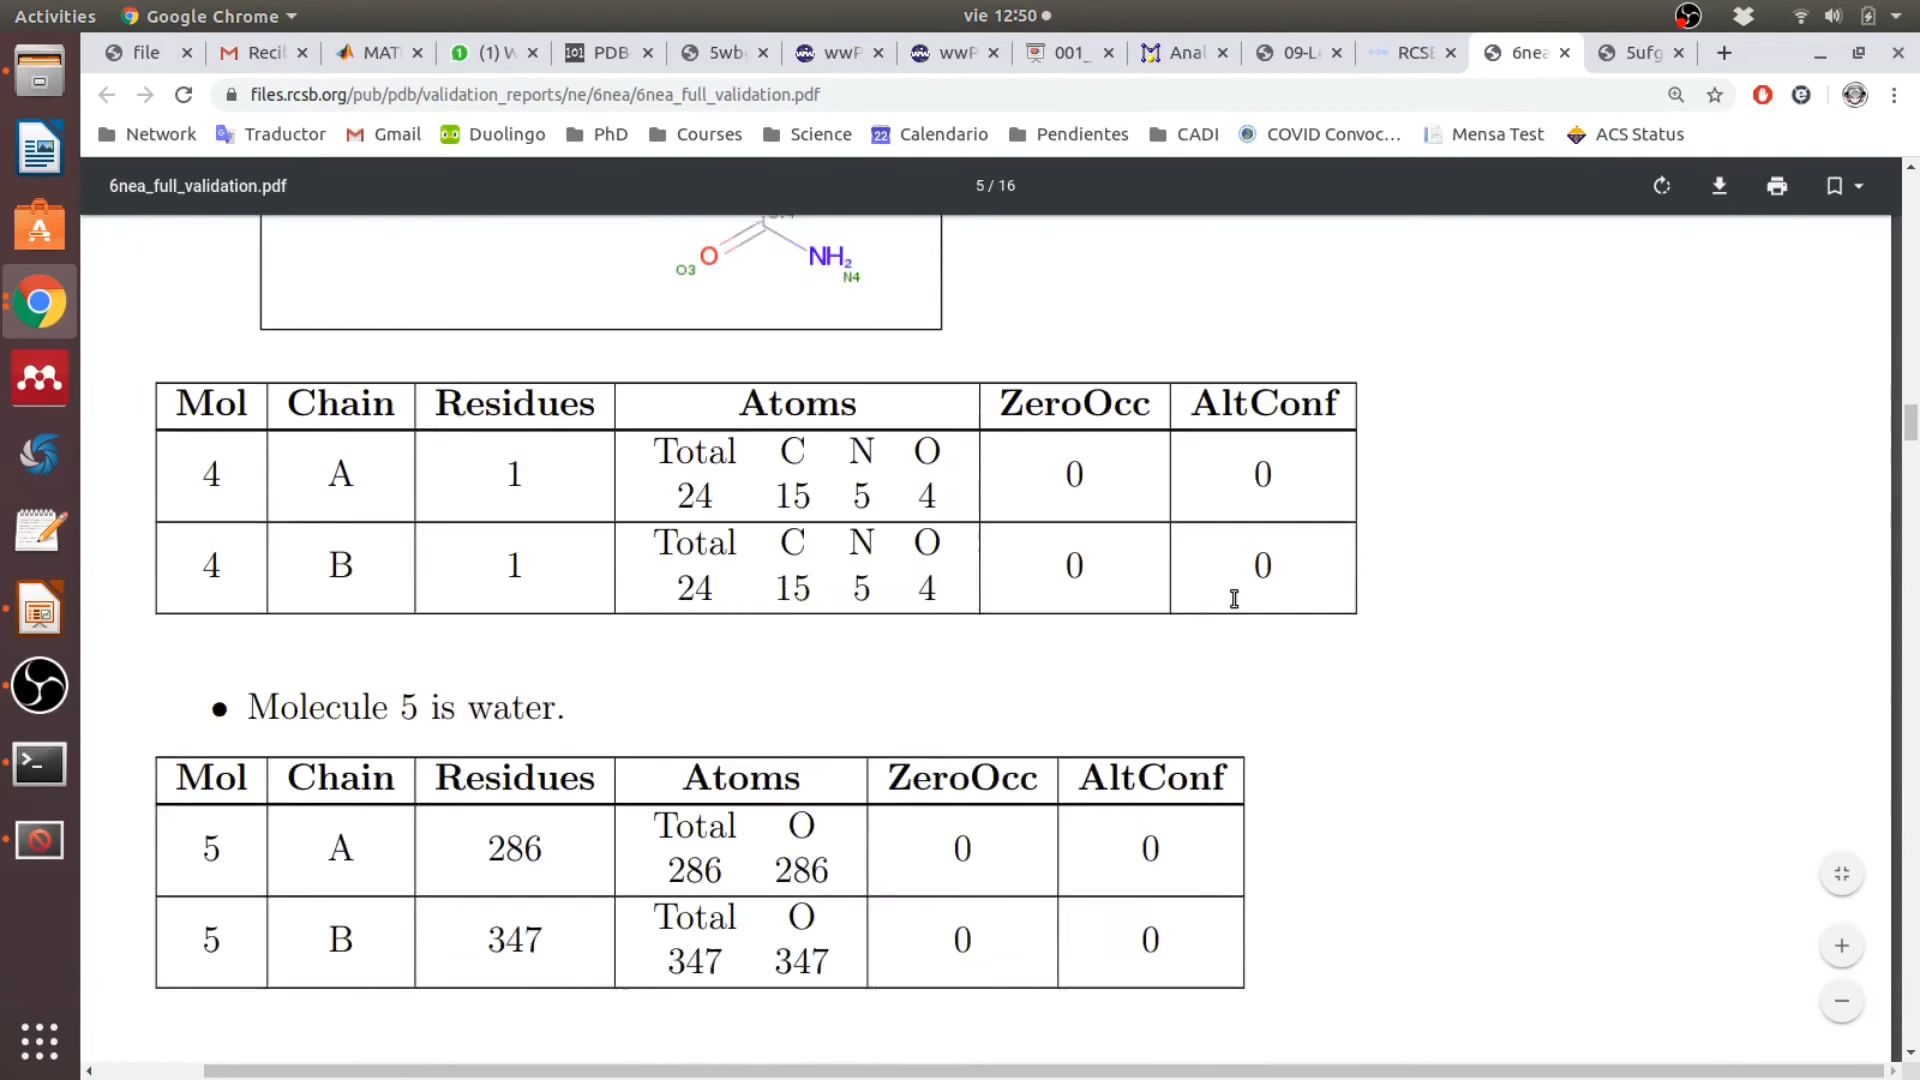 Activities Google Chrome vie 12:50
file Recil MAT (1) W PDB 5wb wwP wwP 001_ Anal 09-L RCSB 6nea 5ufg
files.rcsb.org/pub/pdb/validation_reports/ne/6nea/6nea_full_validation.pdf
Network Traductor Gmail Duolingo PhD Courses Science 22 Calendario Pendientes CADI COVID Convoc... Mensa Test ACS Status
6nea_full_validation.pdf 5 / 16
O NH2
O3 N4
Mol Chain Residues Atoms ZeroOcc AltConf
4 A 1 Total C N O 0 0
24 15 5 4
4 B 1 Total C N O 0 0
24 15 5 4
• Molecule 5 is water.
Mol Chain Residues Atoms ZeroOcc AltConf
5 A 286 Total O 0 0
286 286
5 B 347 Total O 0 0
347 347